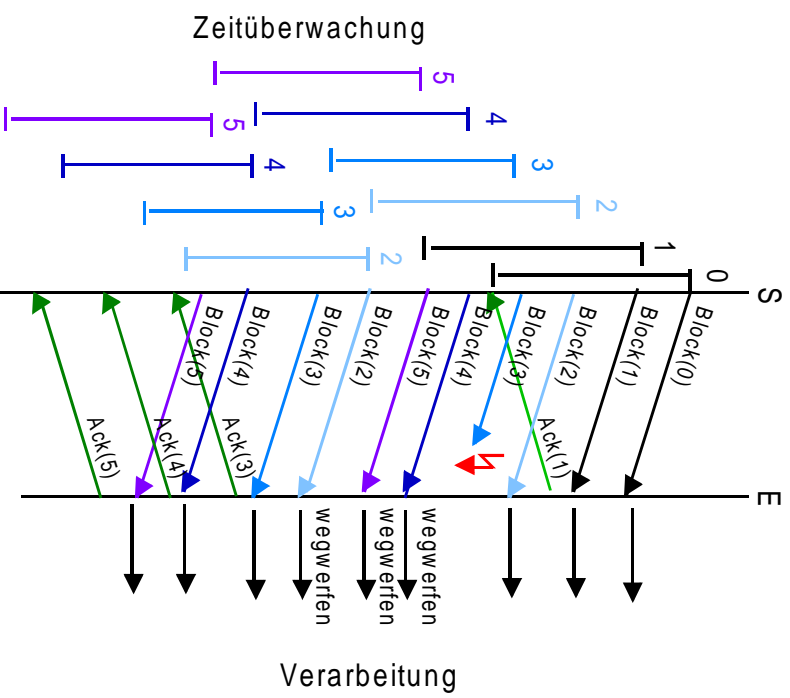 Zeitüberwachung
5
5
4
4
3
3
2
2
1
0
S
Block(0)
Block(1)
Block(2)
Block(3)
Block(4)
Block(5)
Block(2)
Block(3)
Block(4)
Block(5)
Ack(1)
Ack(3)
Ack(4)
Ack(5)
E
wegwerfen
wegwerfen
wegwerfen
Verarbeitung